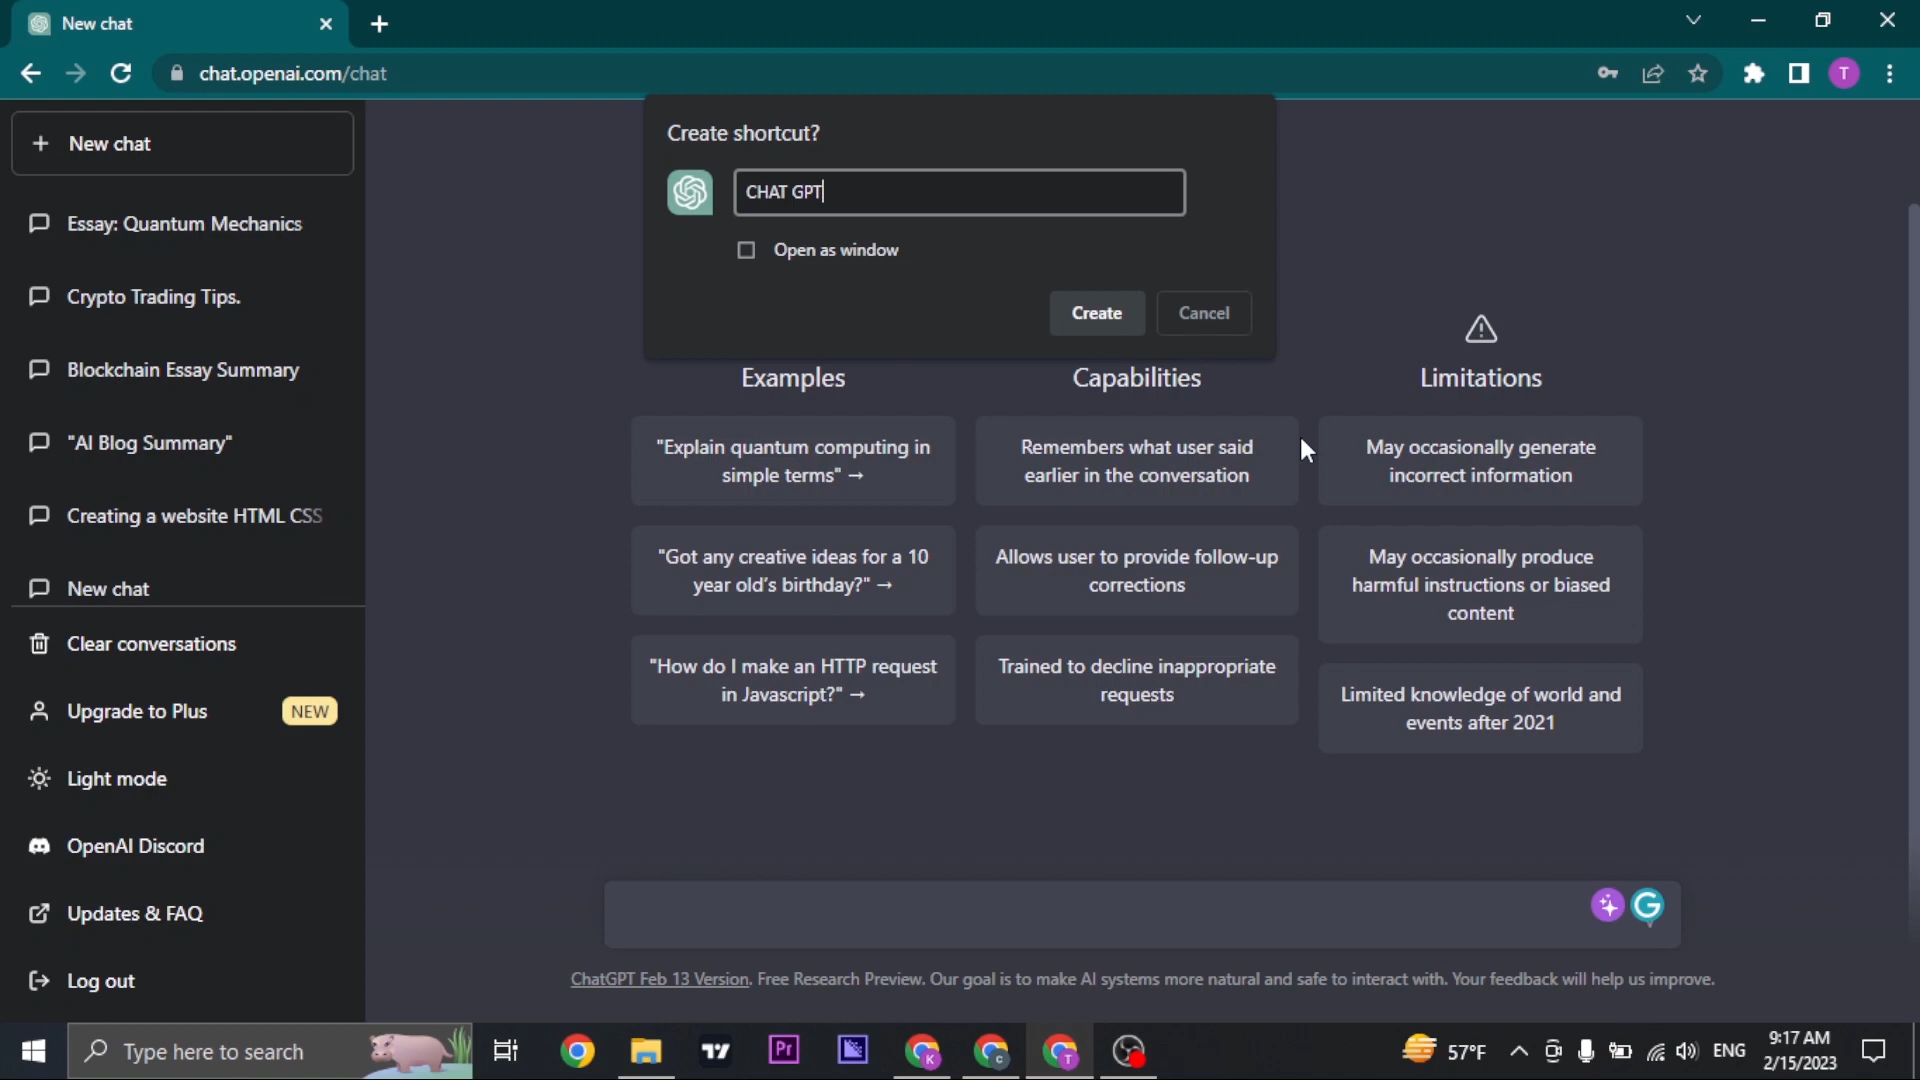 New chat
chat.openai.com/chat
T
New chat
Essay: Quantum Mechanics
Crypto Trading Tips.
Blockchain Essay Summary
"AI Blog Summary"
Creating a website HTML CSS
New chat
Clear conversations
Upgrade to Plus NEW
Light mode
OpenAI Discord
Updates & FAQ
Log out
Create shortcut?
CHAT GPT
Open as window
Create Cancel
Examples
"Explain quantum computing in
simple terms" →
"Got any creative ideas for a 10
year old's birthday?" →
"How do I make an HTTP request
in Javascript?" →
Capabilities
Remembers what user said
earlier in the conversation
Allows user to provide follow-up
corrections
Trained to decline inappropriate
requests
Limitations
May occasionally generate
incorrect information
May occasionally produce
harmful instructions or biased
content
Limited knowledge of world and
events after 2021
ChatGPT Feb 13 Version. Free Research Preview. Our goal is to make AI systems more natural and safe to interact with. Your feedback will help us improve.
Type here to search
Pr
K
C
T
57°F
ENG
9:17 AM
2/15/2023